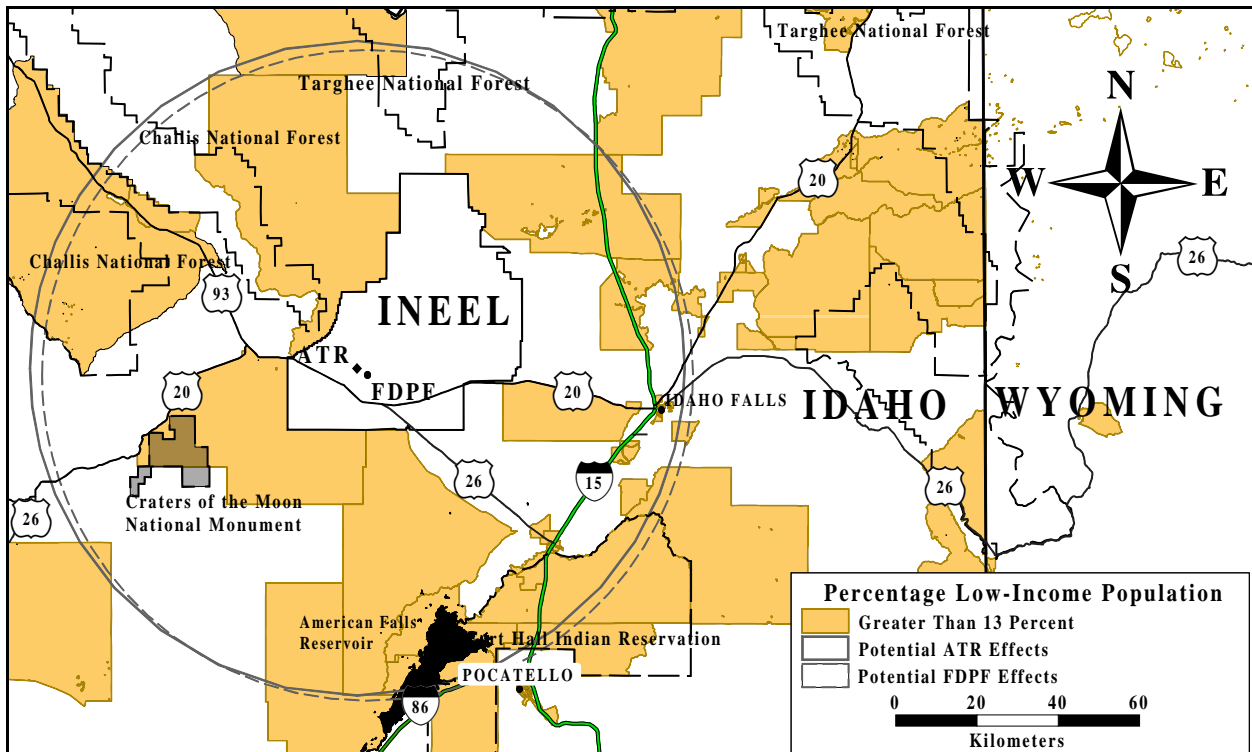 Targhee National Forest
Targhee National Forest
Challis National Forest
N
20
W
E
Challis National Forest
26
S
93
INEEL
ATR
FDPF
20
20
IDAHO FALLS
IDAHO
WYOMING
26
15
26
Craters of the Moon
National Monument
26
American Falls
Reservoir
Hall Indian Reservation
POCATELLO
86
Percentage Low-Income Population
Greater Than 13 Percent
Potential ATR Effects
Potential FDPF Effects
0 20 40 60
Kilometers